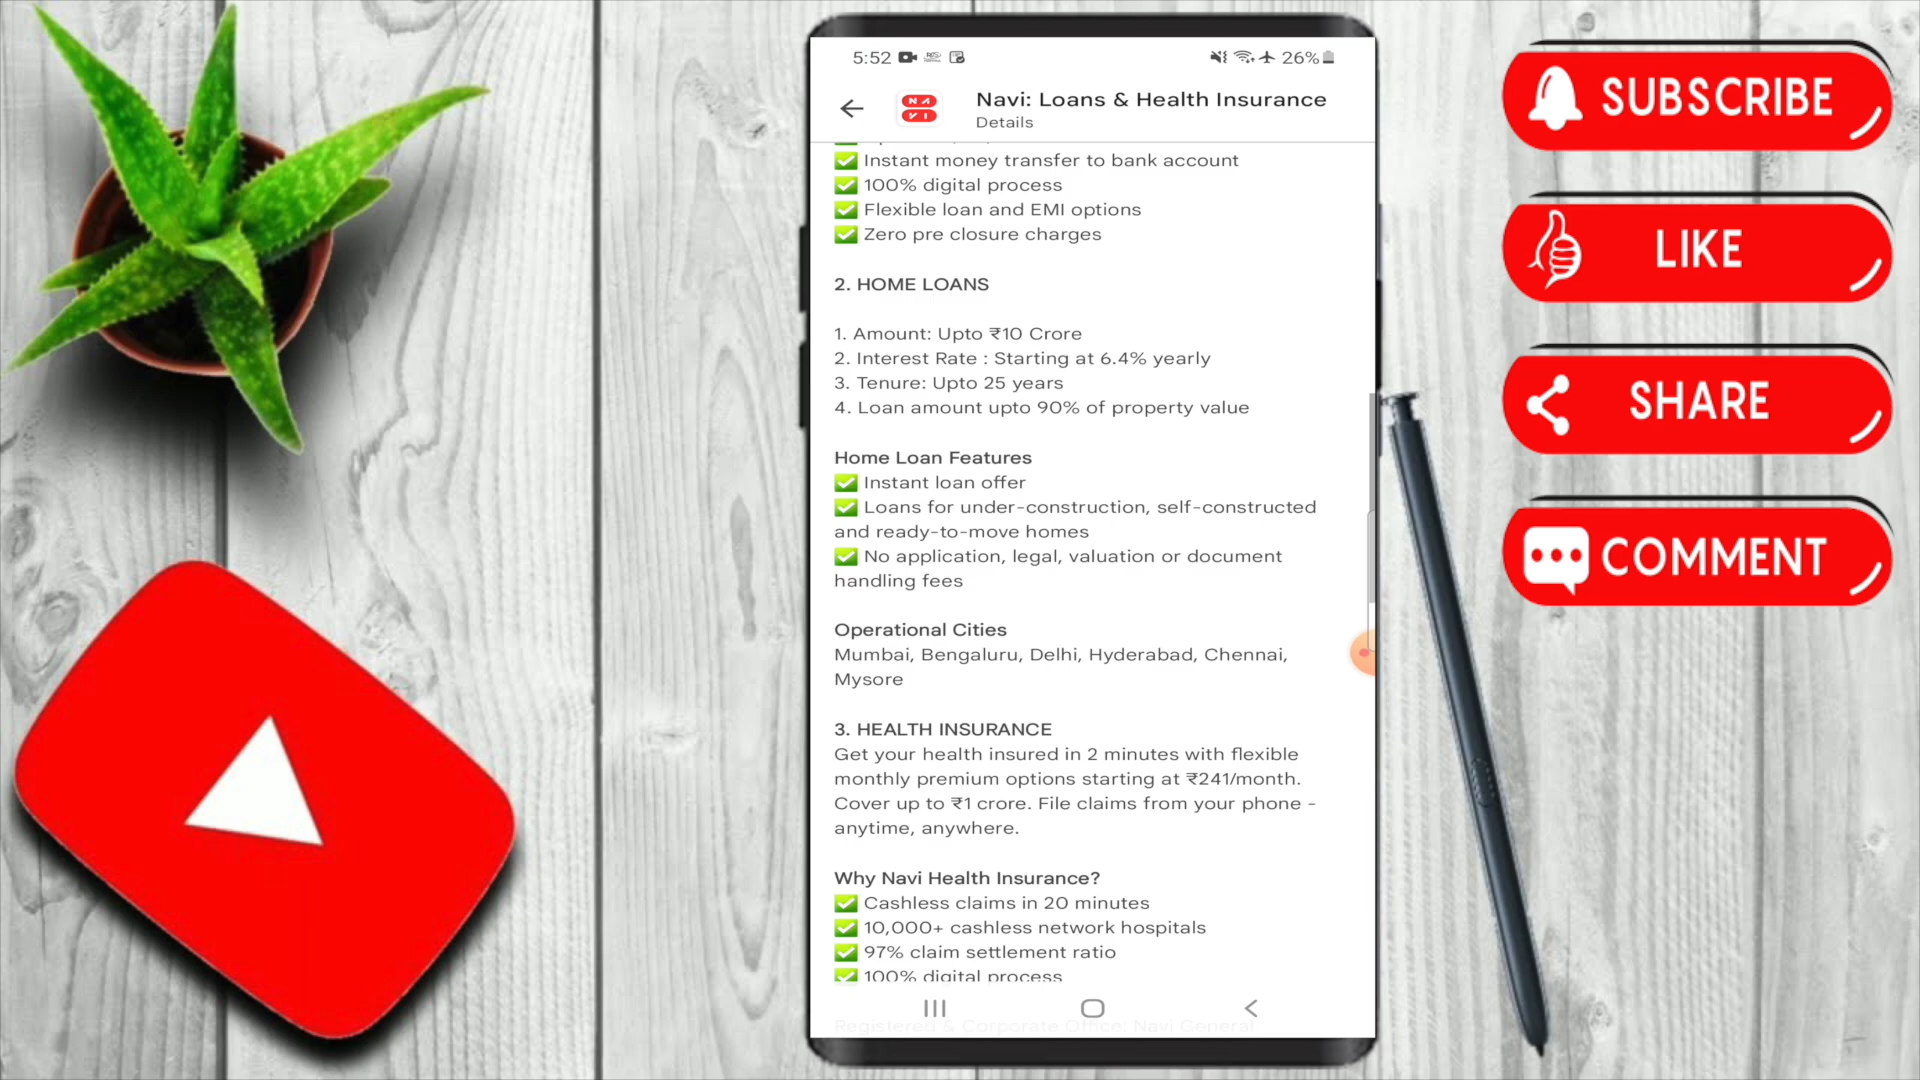 5:52
26%
NAVI
Navi: Loans & Health Insurance
Details
✅ Instant money transfer to bank account
✅ 100% digital process
✅ Flexible loan and EMI options
✅ Zero pre closure charges
2. HOME LOANS
1. Amount: Upto ₹10 Crore
2. Interest Rate : Starting at 6.4% yearly
3. Tenure: Upto 25 years
4. Loan amount upto 90% of property value
Home Loan Features
✅ Instant loan offer
✅ Loans for under-construction, self-constructed
and ready-to-move homes
✅ No application, legal, valuation or document
handling fees
Operational Cities
Mumbai, Bengaluru, Delhi, Hyderabad, Chennai,
Mysore
3. HEALTH INSURANCE
Get your health insured in 2 minutes with flexible
monthly premium options starting at ₹241/month.
Cover up to ₹1 crore. File claims from your phone -
anytime, anywhere.
Why Navi Health Insurance?
✅ Cashless claims in 20 minutes
✅ 10,000+ cashless network hospitals
✅ 97% claim settlement ratio
✅ 100% digital process
Registered & Corporate Office: Navi General
SUBSCRIBE
LIKE
SHARE
COMMENT